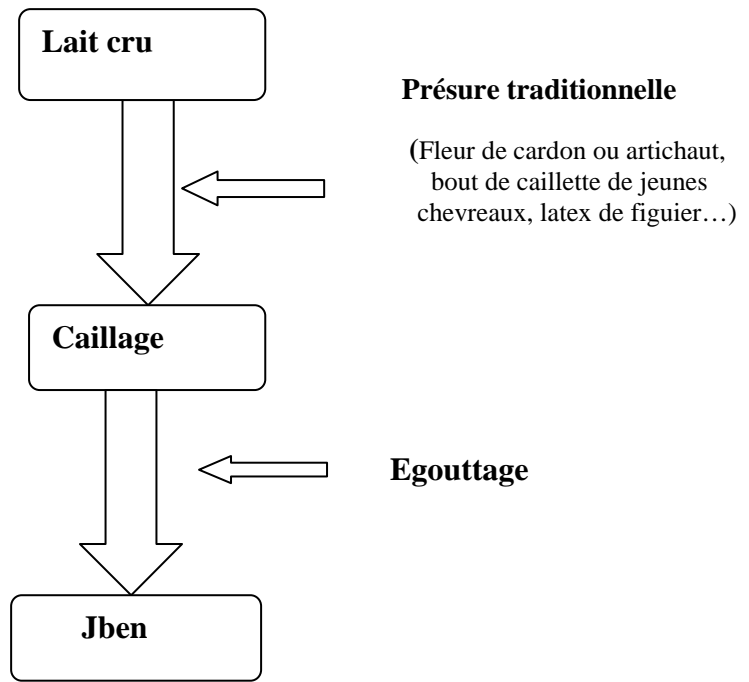 Lait cru
Présure traditionnelle
(Fleur de cardon ou artichaut,
bout de caillette de jeunes
chevreaux, latex de figuier…)
Caillage
Egouttage
Jben